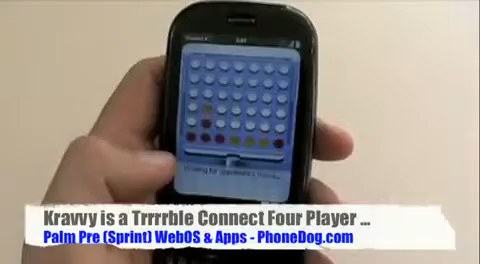 Kravvy is a Trrrrble Connect Four Player ...
Palm Pre (Sprint) WebOS & Apps - PhoneDog.com